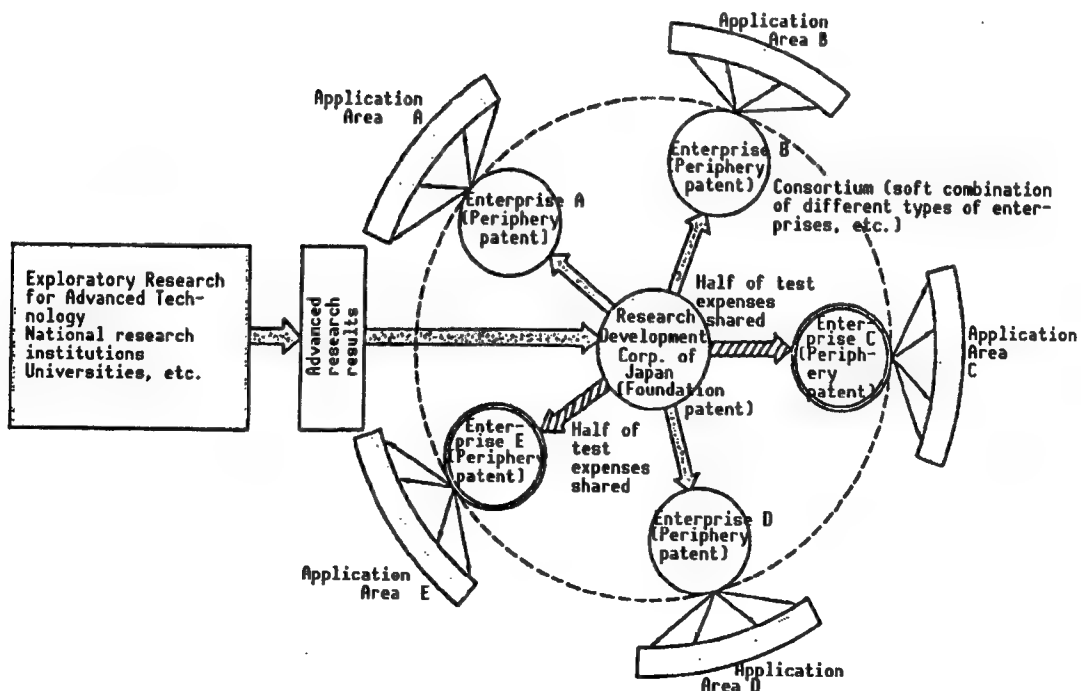 Application
Area B
Application
Area A
Enterprise B
(Periphery
patent)
Enterprise A
(Periphery
patent)
Consortium (soft combination
of different types of enter-
prises, etc.)
Exploratory Research
for Advanced Tech-
nology
National research
institutions
Universities, etc.
Advanced
research
results
Research
Development
Corp. of
Japan
(Foundation
patent)
Half of test
expenses
shared
Enter-
prise C
(Periph-
ery
patent)
Application
Area
C
Enter-
prise E
(Periphery
patent)
Half of
test
expenses
shared
Enterprise D
(Periphery
patent)
Application
Area E
Application
Area D